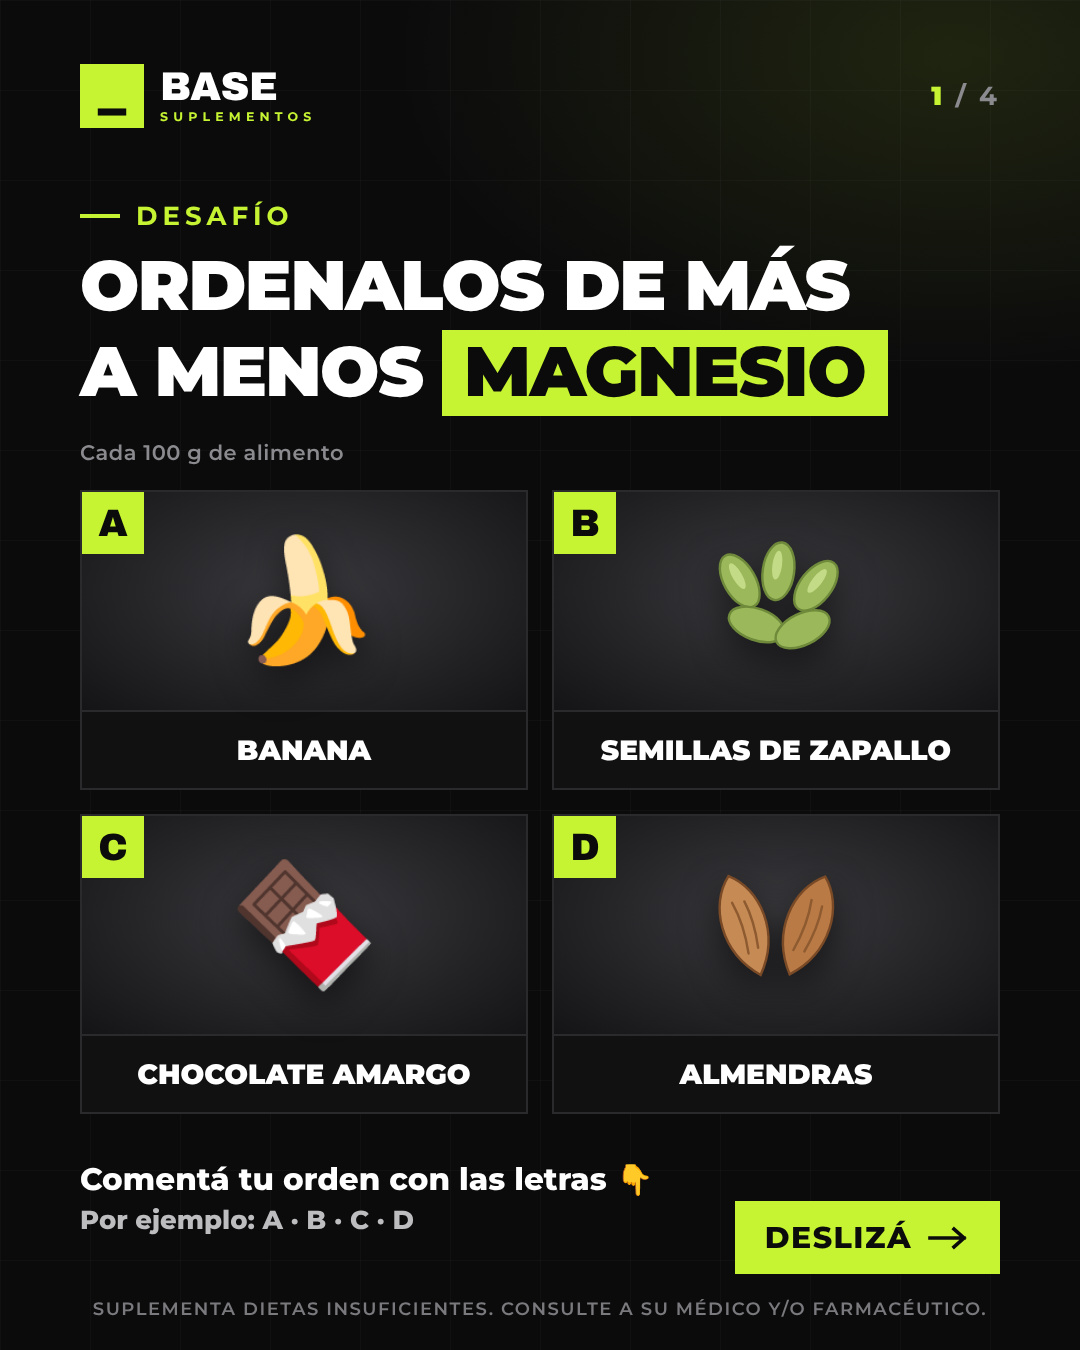 BASE
SUPLEMENTOS
1 / 4
DESAFÍO
ORDENALOS DE MÁS
A MENOS MAGNESIO
Cada 100 g de alimento
A
BANANA
B
SEMILLAS DE ZAPALLO
C
CHOCOLATE AMARGO
D
ALMENDRAS
Comentá tu orden con las letras 👇
Por ejemplo: A · B · C · D
DESLIZÁ →
SUPLEMENTA DIETAS INSUFICIENTES. CONSULTE A SU MÉDICO Y/O FARMACÉUTICO.